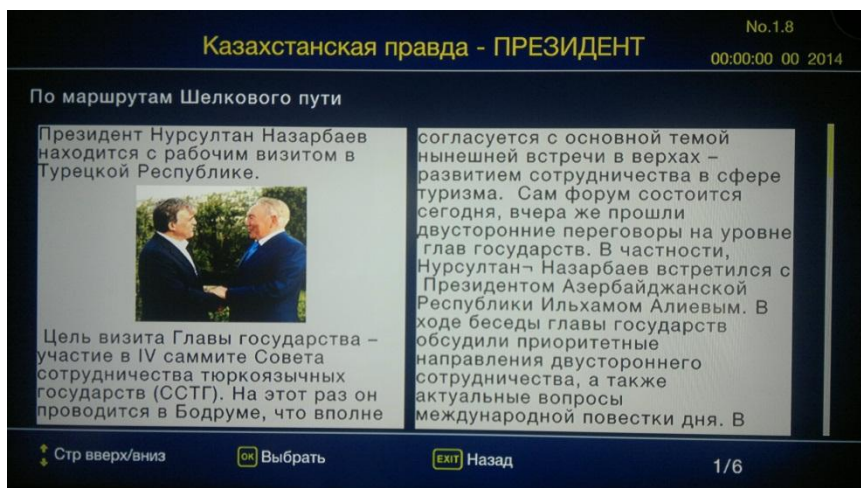 No.1.8
Казахстанская правда - ПРЕЗИДЕНТ
00:00:00 00 2014
По маршрутам Шелкового пути
Президент Нурсултан Назарбаев
находится с рабочим визитом в
Турецкой Республике.
Цель визита Главы государства –
участие в IV саммите Совета
сотрудничества тюркоязычных
государств (ССТГ). На этот раз он
проводится в Бодруме, что вполне
согласуется с основной темой
нынешней встречи в верхах –
развитием сотрудничества в сфере
туризма. Сам форум состоится
сегодня, вчера же прошли
двусторонние переговоры на уровне
глав государств. В частности,
Нурсултан¬ Назарбаев встретился с
Президентом Азербайджанской
Республики Ильхамом Алиевым. В
ходе беседы главы государств
обсудили приоритетные
направления двустороннего
сотрудничества, а также
актуальные вопросы
международной повестки дня. В
Стр вверх/вниз
OK Выбрать
EXIT Назад
1/6